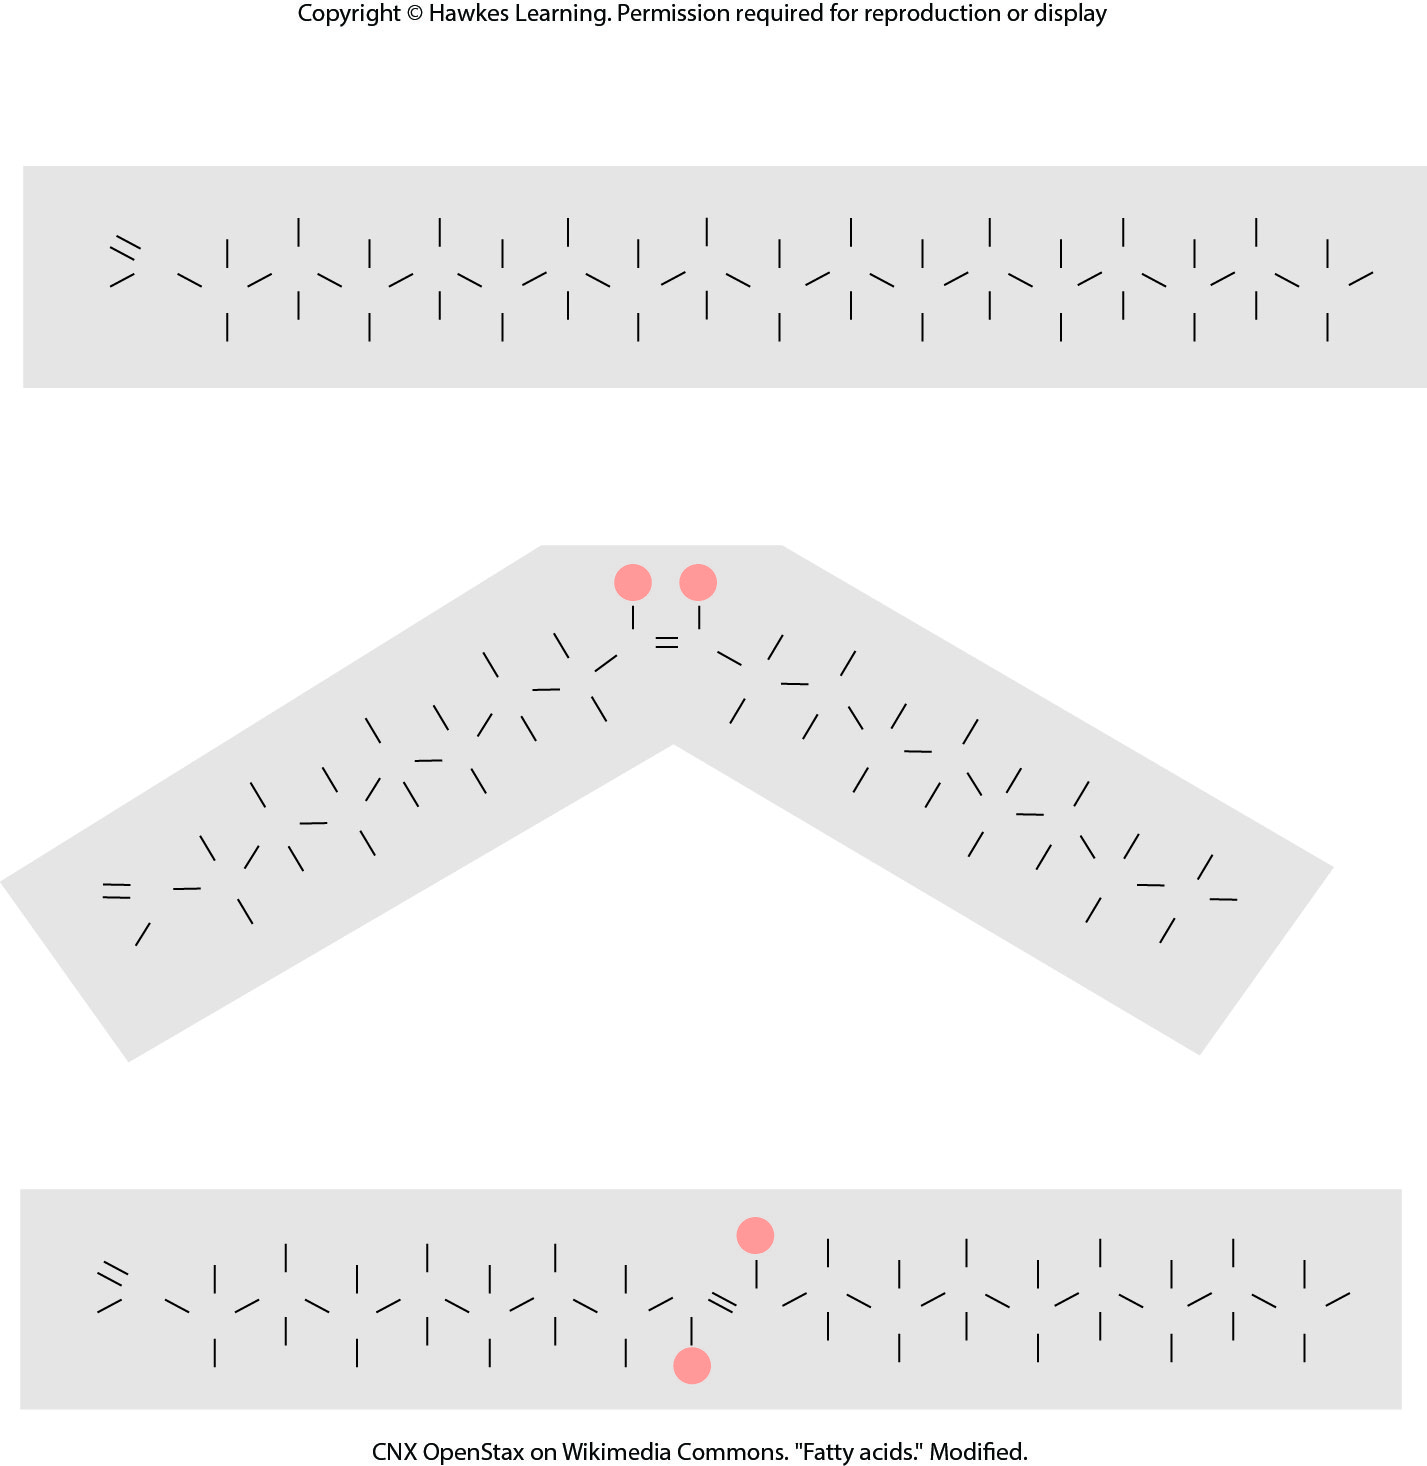 Copyright © Hawkes Learning. Permission required for reproduction or display
CNX OpenStax on Wikimedia Commons. "Fatty acids." Modified.